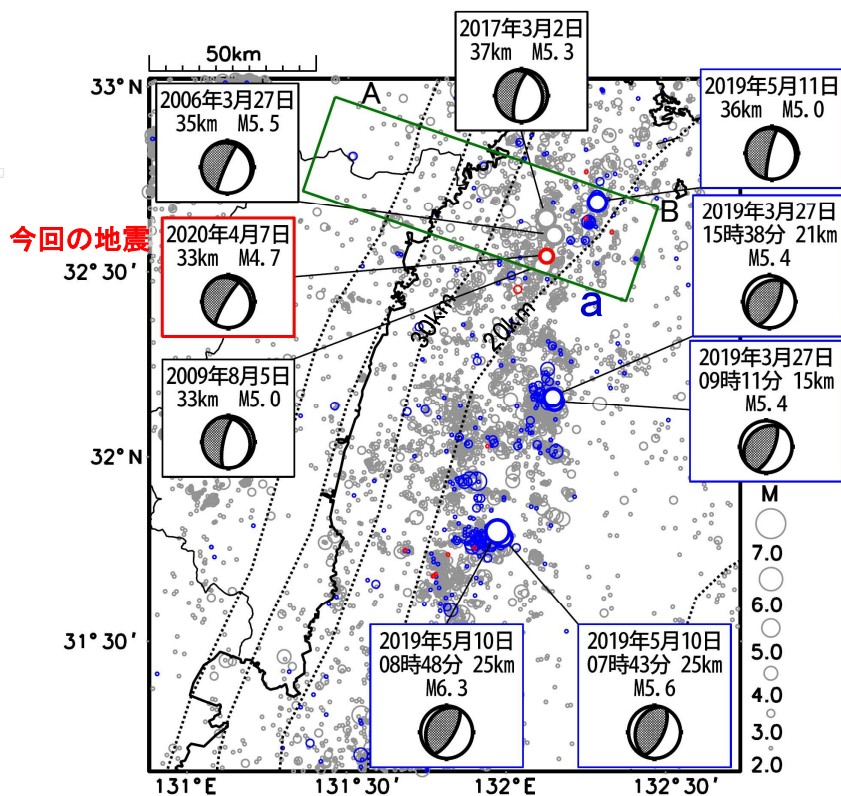 50km
2017年3月2日
37km M5.3
33°N
A
2006年3月27日
35km M5.5
2019年5月11日
36km M5.0
B
今回の地震
2020年4月7日
33km M4.7
2019年3月27日
15時38分 21km
M5.4
32°30′
a
30km
20km
2009年8月5日
33km M5.0
2019年3月27日
09時11分 15km
M5.4
32°N
M
7.0
6.0
5.0
4.0
3.0
2.0
31°30′
2019年5月10日
08時48分 25km
M6.3
2019年5月10日
07時43分 25km
M5.6
131°E
131°30′
132°E
132°30′